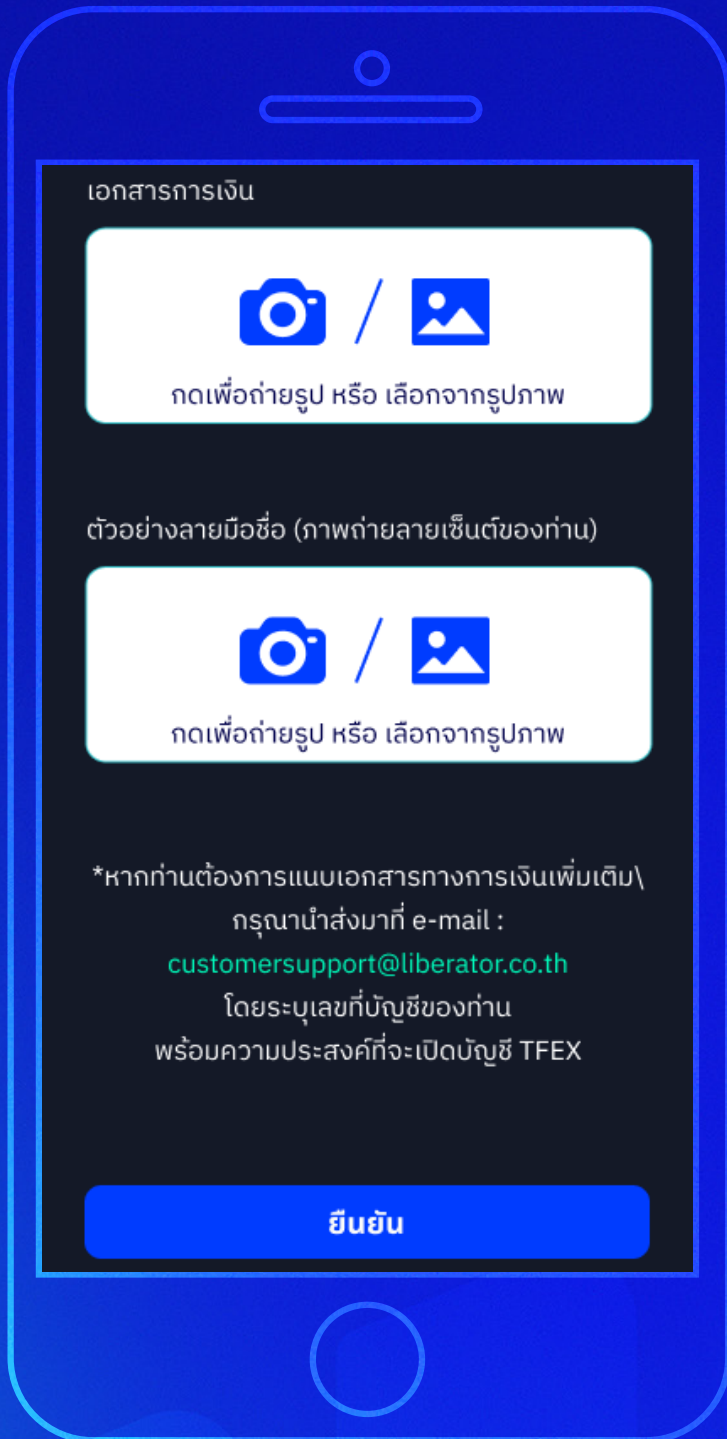 เอกสารการเงิน
กดเพื่อถ่ายรูป หรือ เลือกจากรูปภาพ
ตัวอย่างลายมือชื่อ (ภาพถ่ายลายเซ็นต์ของท่าน)
กดเพื่อถ่ายรูป หรือ เลือกจากรูปภาพ
*หากท่านต้องการแนบเอกสารทางการเงินเพิ่มเติม\
กรุณานำส่งมาที่ e-mail :
customersupport@liberator.co.th
โดยระบุเลขที่บัญชีของท่าน
พร้อมความประสงค์ที่จะเปิดบัญชี TFEX
ยืนยัน